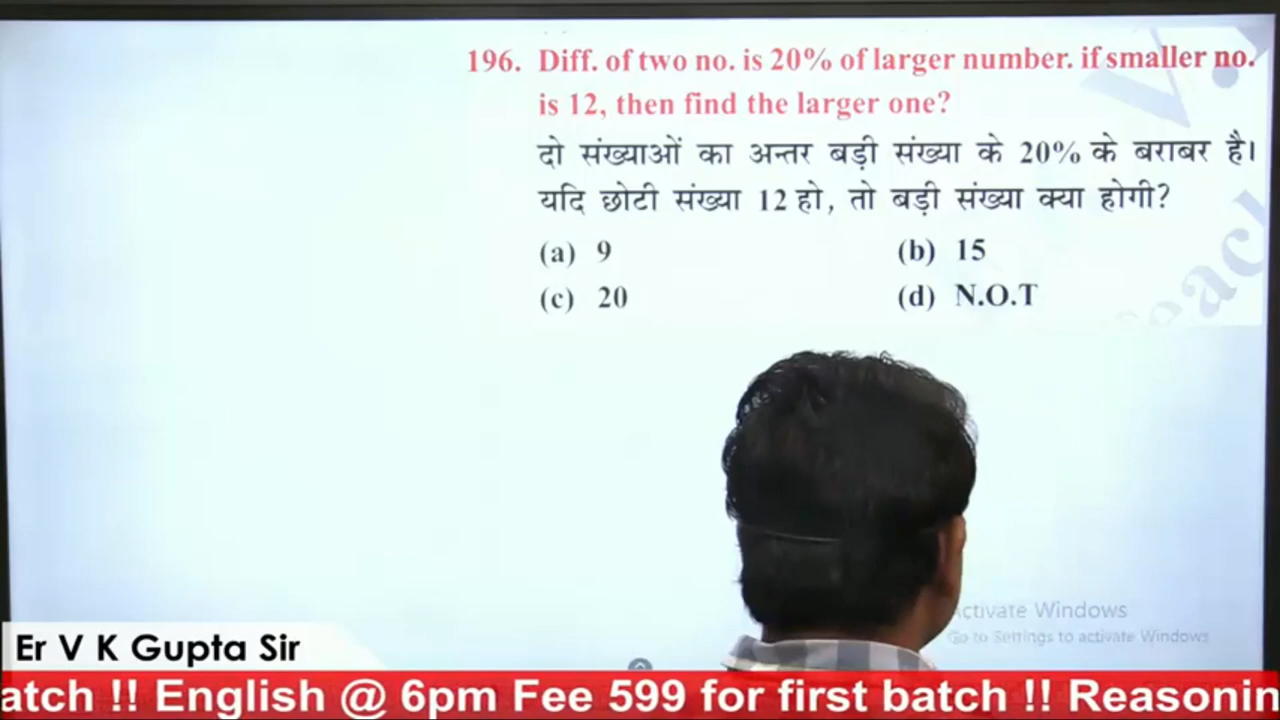 196. Diff. of two no. is 20% of larger number. if smaller no.
is 12, then find the larger one?
दो संख्याओं का अन्तर बड़ी संख्या के 20% के बराबर है।
यदि छोटी संख्या 12 हो, तो बड़ी संख्या क्या होगी?
(a) 9 (b) 15
(c) 20 (d) N.O.T
Activate Windows
Go to Settings to activate Windows
Er V K Gupta Sir
atch !! English @ 6pm Fee 599 for first batch !! Reasonin